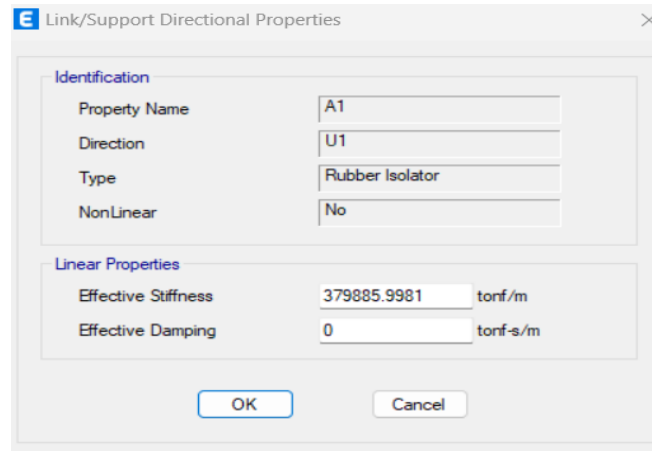 E Link/Support Directional Properties
Identification
Property Name A1
Direction U1
Type Rubber Isolator
NonLinear No
Linear Properties
Effective Stiffness 379885.9981 tonf/m
Effective Damping 0 tonf-s/m
OK Cancel